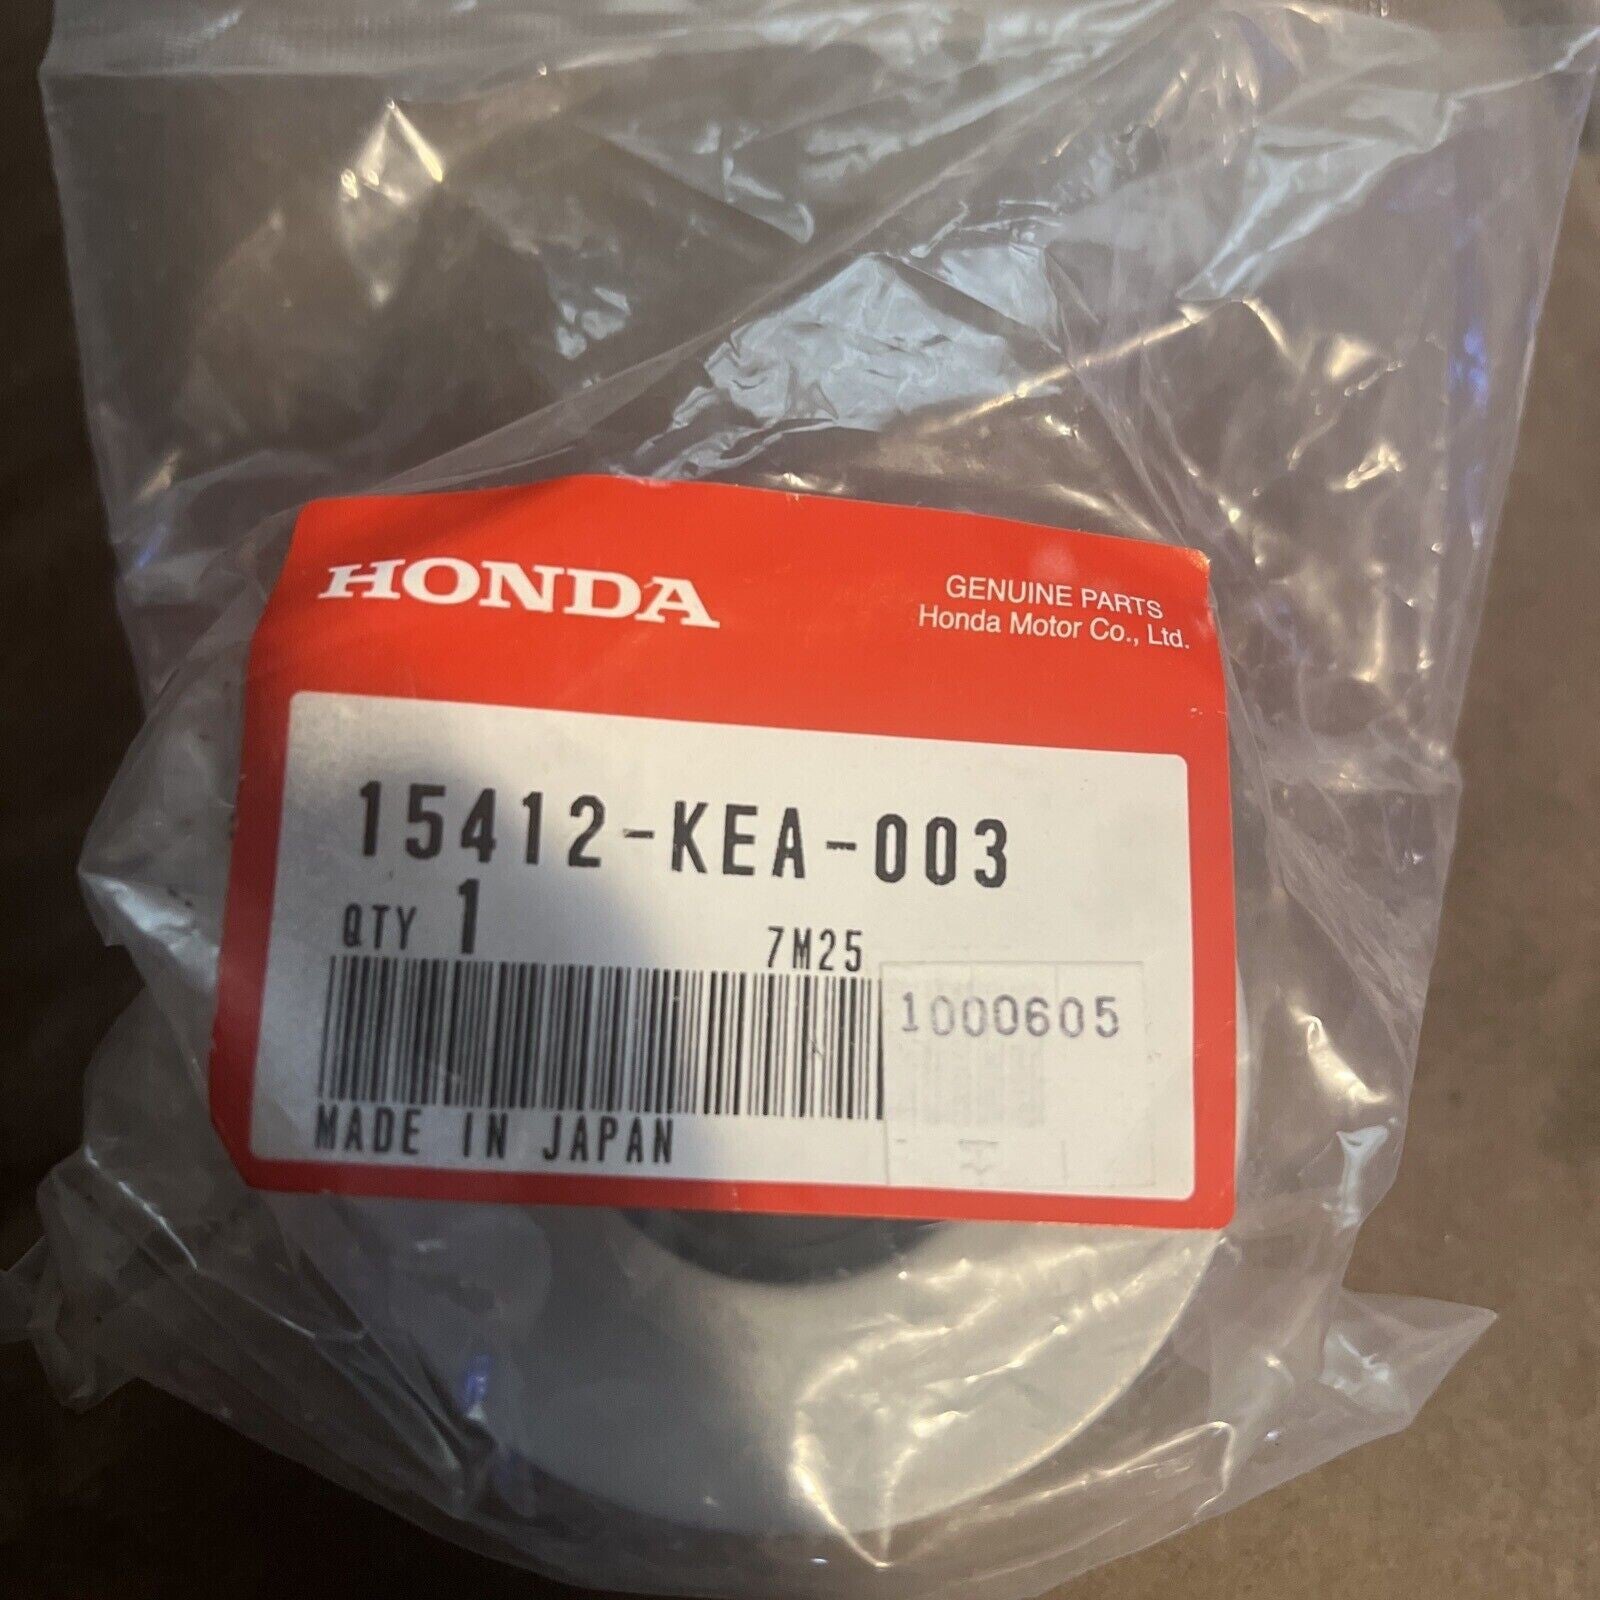 HONDA
GENUINE PARTS
Honda Motor Co., Ltd.
15412-KEA-003
QTY 1 7M25
1000605
MADE IN JAPAN